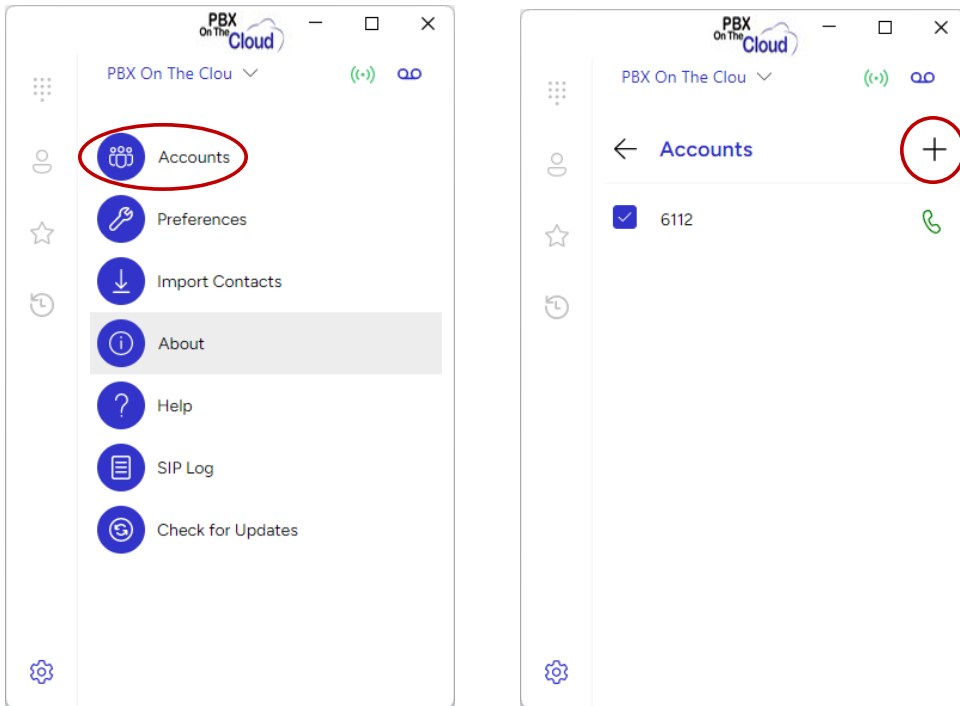 PBX
On The Cloud
PBX On The Clou
Accounts
Preferences
Import Contacts
About
Help
SIP Log
Check for Updates
PBX
On The Cloud
PBX On The Clou
Accounts
6112